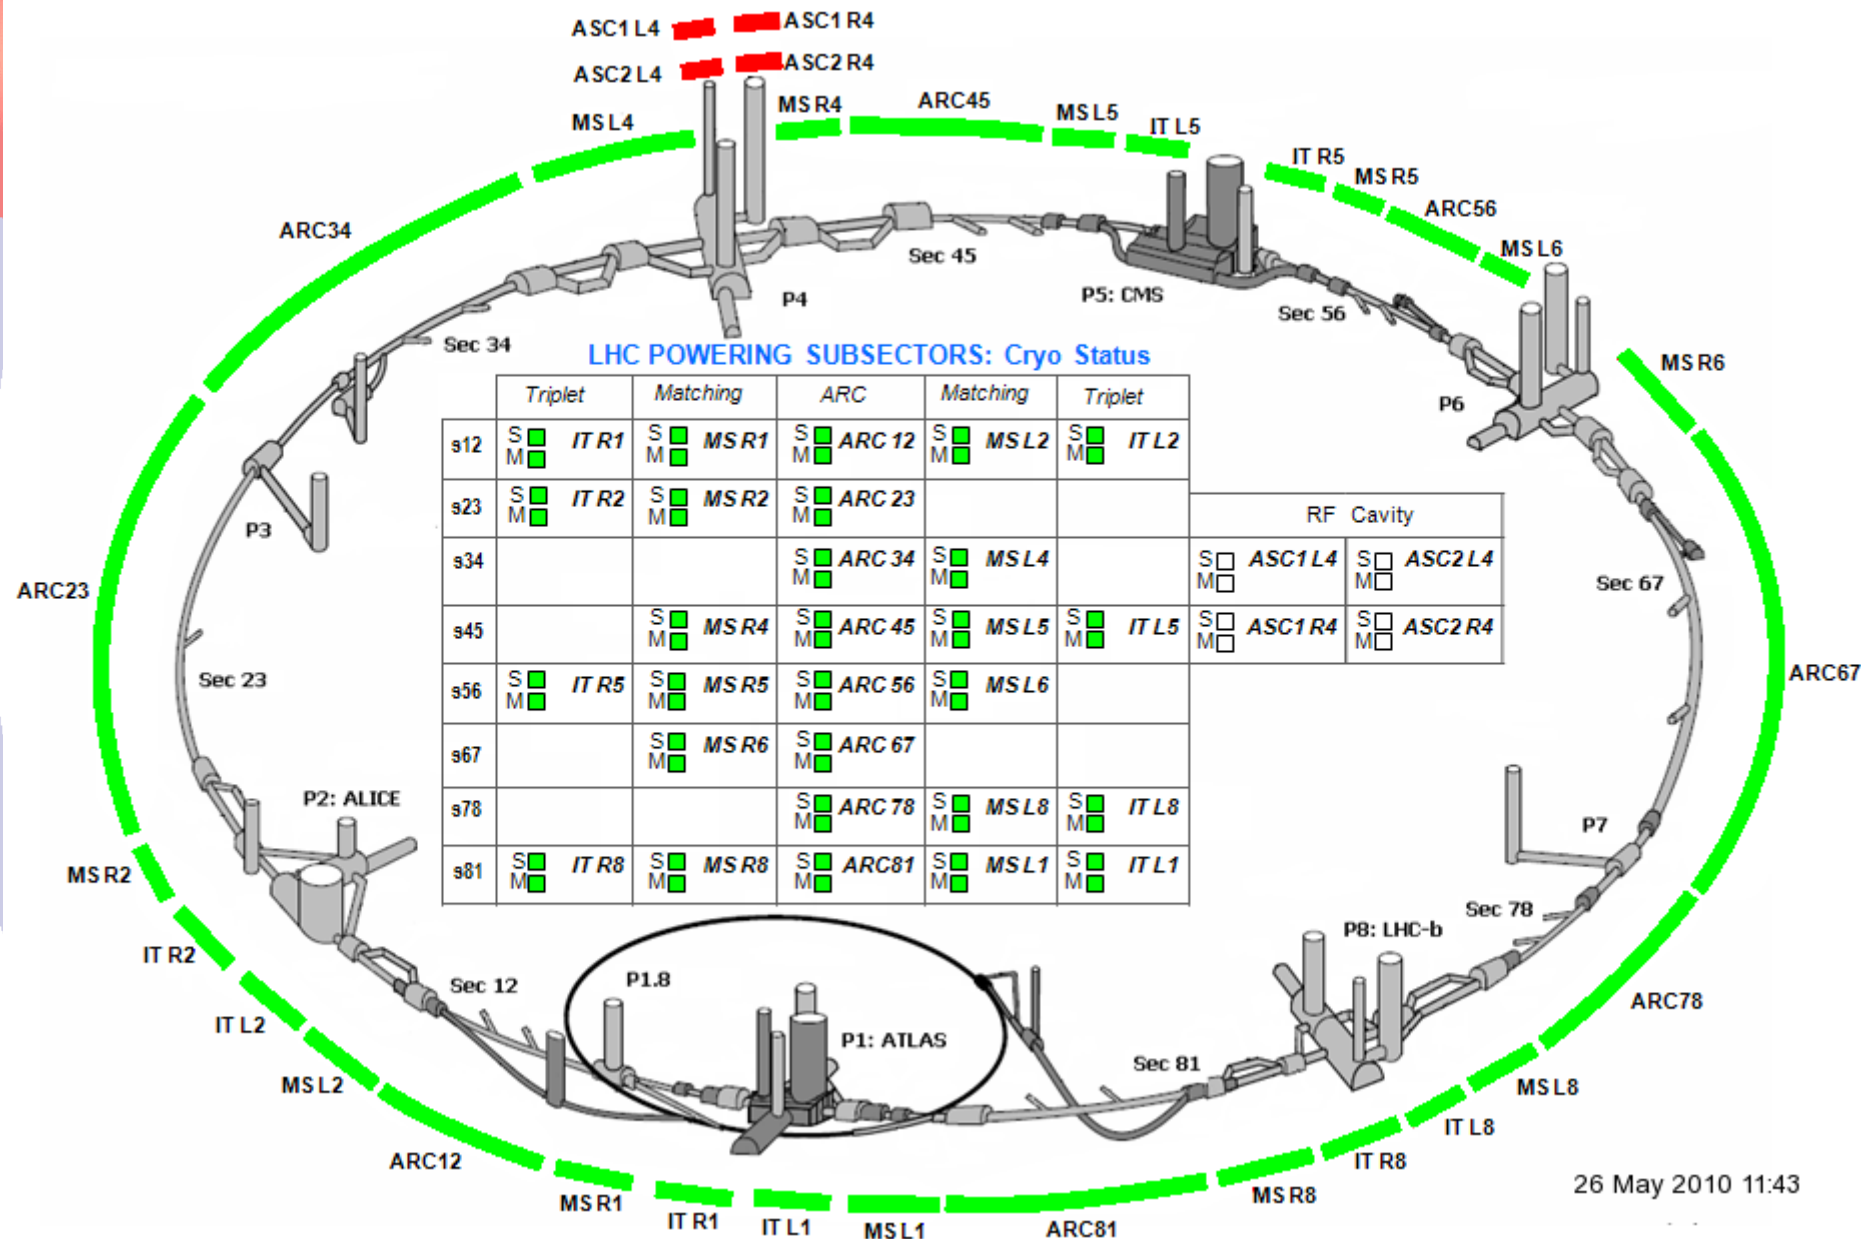 ASC1 L4
ASC1 R4
ASC2 L4
ASC2 R4
MS L4
MS R4
ARC45
MS L5
IT L5
IT R5
MS R5
ARC56
MS L6
ARC34
Sec 45
P4
P5: CMS
Sec 56
Sec 34
LHC POWERING SUBSECTORS: Cryo Status
MS R6
P6
Triplet Matching ARC Matching Triplet
s12 S M IT R1 S M MS R1 S M ARC 12 S M MS L2 S M IT L2
s23 S M IT R2 S M MS R2 S M ARC 23
RF Cavity
s34 S M ARC 34 S M MS L4 S M ASC1 L4 S M ASC2 L4
s45 S M MS R4 S M ARC 45 S M MS L5 S M IT L5 S M ASC1 R4 S M ASC2 R4
s56 S M IT R5 S M MS R5 S M ARC 56 S M MS L6
s67 S M MS R6 S M ARC 67
s78 S M ARC 78 S M MS L8 S M IT L8
s81 S M IT R8 S M MS R8 S M ARC81 S M MS L1 S M IT L1
P3
ARC23
Sec 67
Sec 23
ARC67
P2: ALICE
P7
MS R2
Sec 78
P8: LHC-b
IT R2
Sec 12
P1.8
ARC78
IT L2
P1: ATLAS
Sec 81
MS L2
MS L8
IT L8
ARC12
IT R8
26 May 2010 11:43
MS R1
MS R8
IT R1
IT L1
MS L1
ARC81